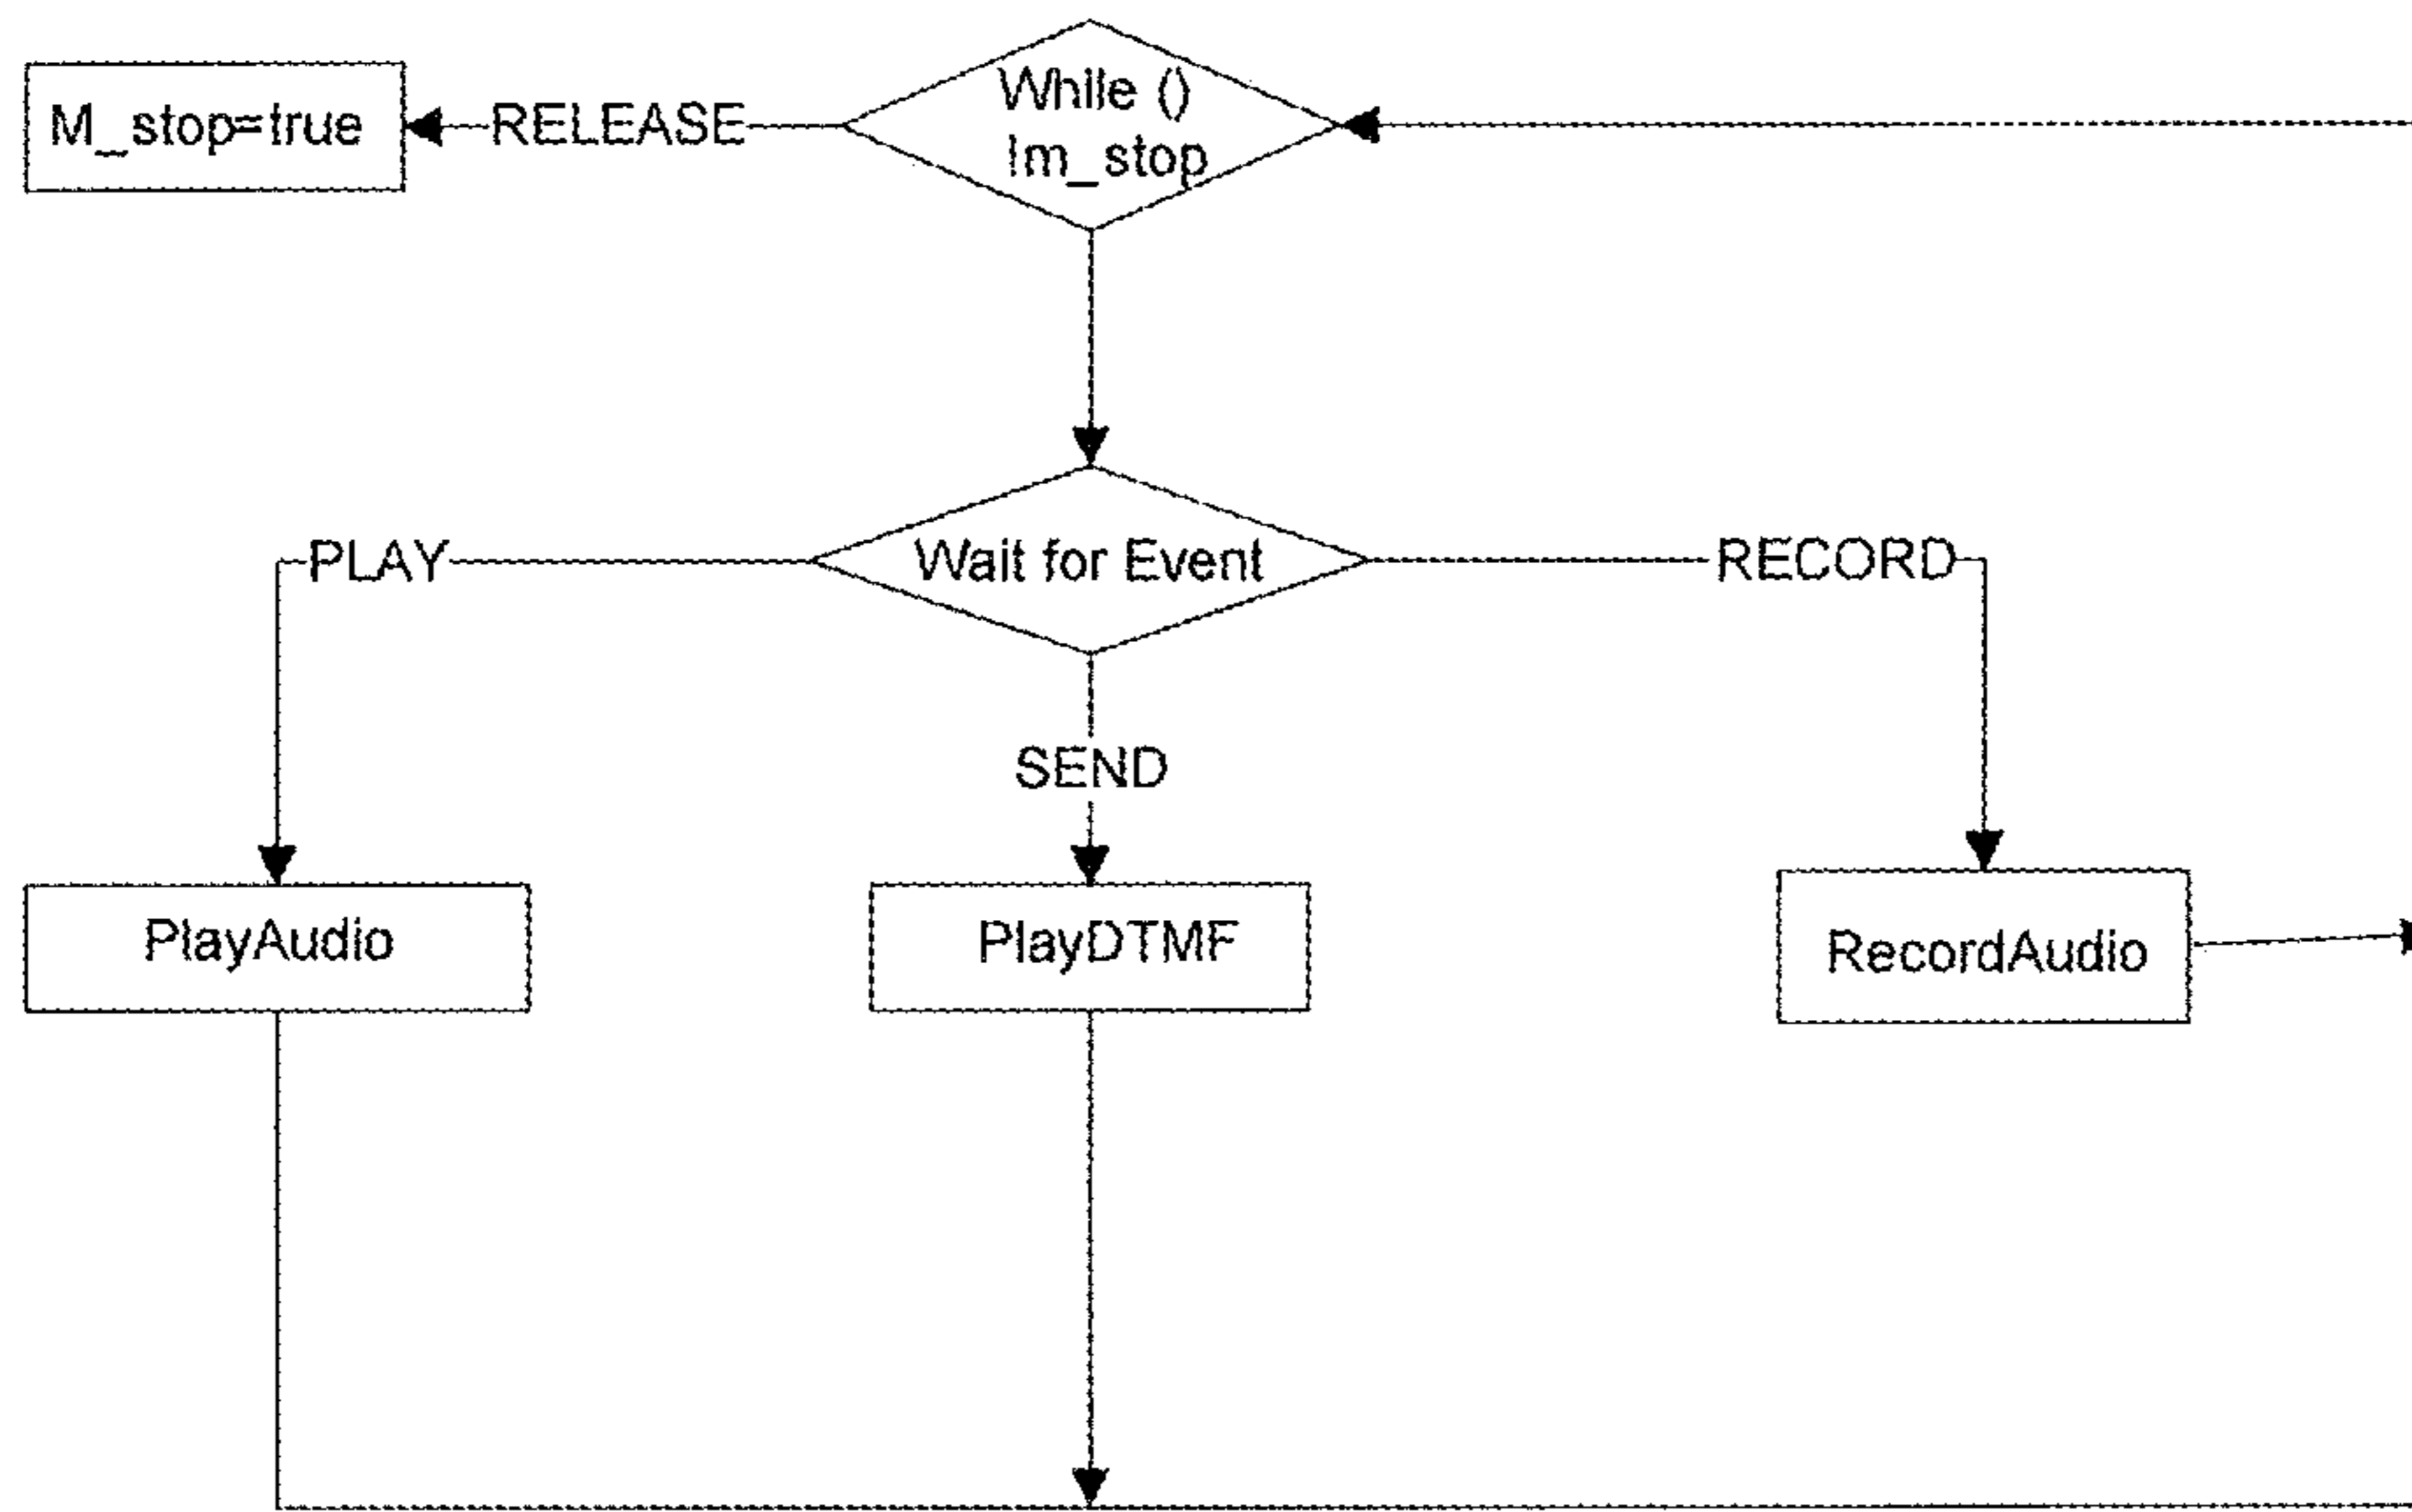 M_stop=true
RELEASE
While ()
!m_stop
PLAY
Wait for Event
RECORD
SEND
PlayAudio
PlayDTMF
RecordAudio